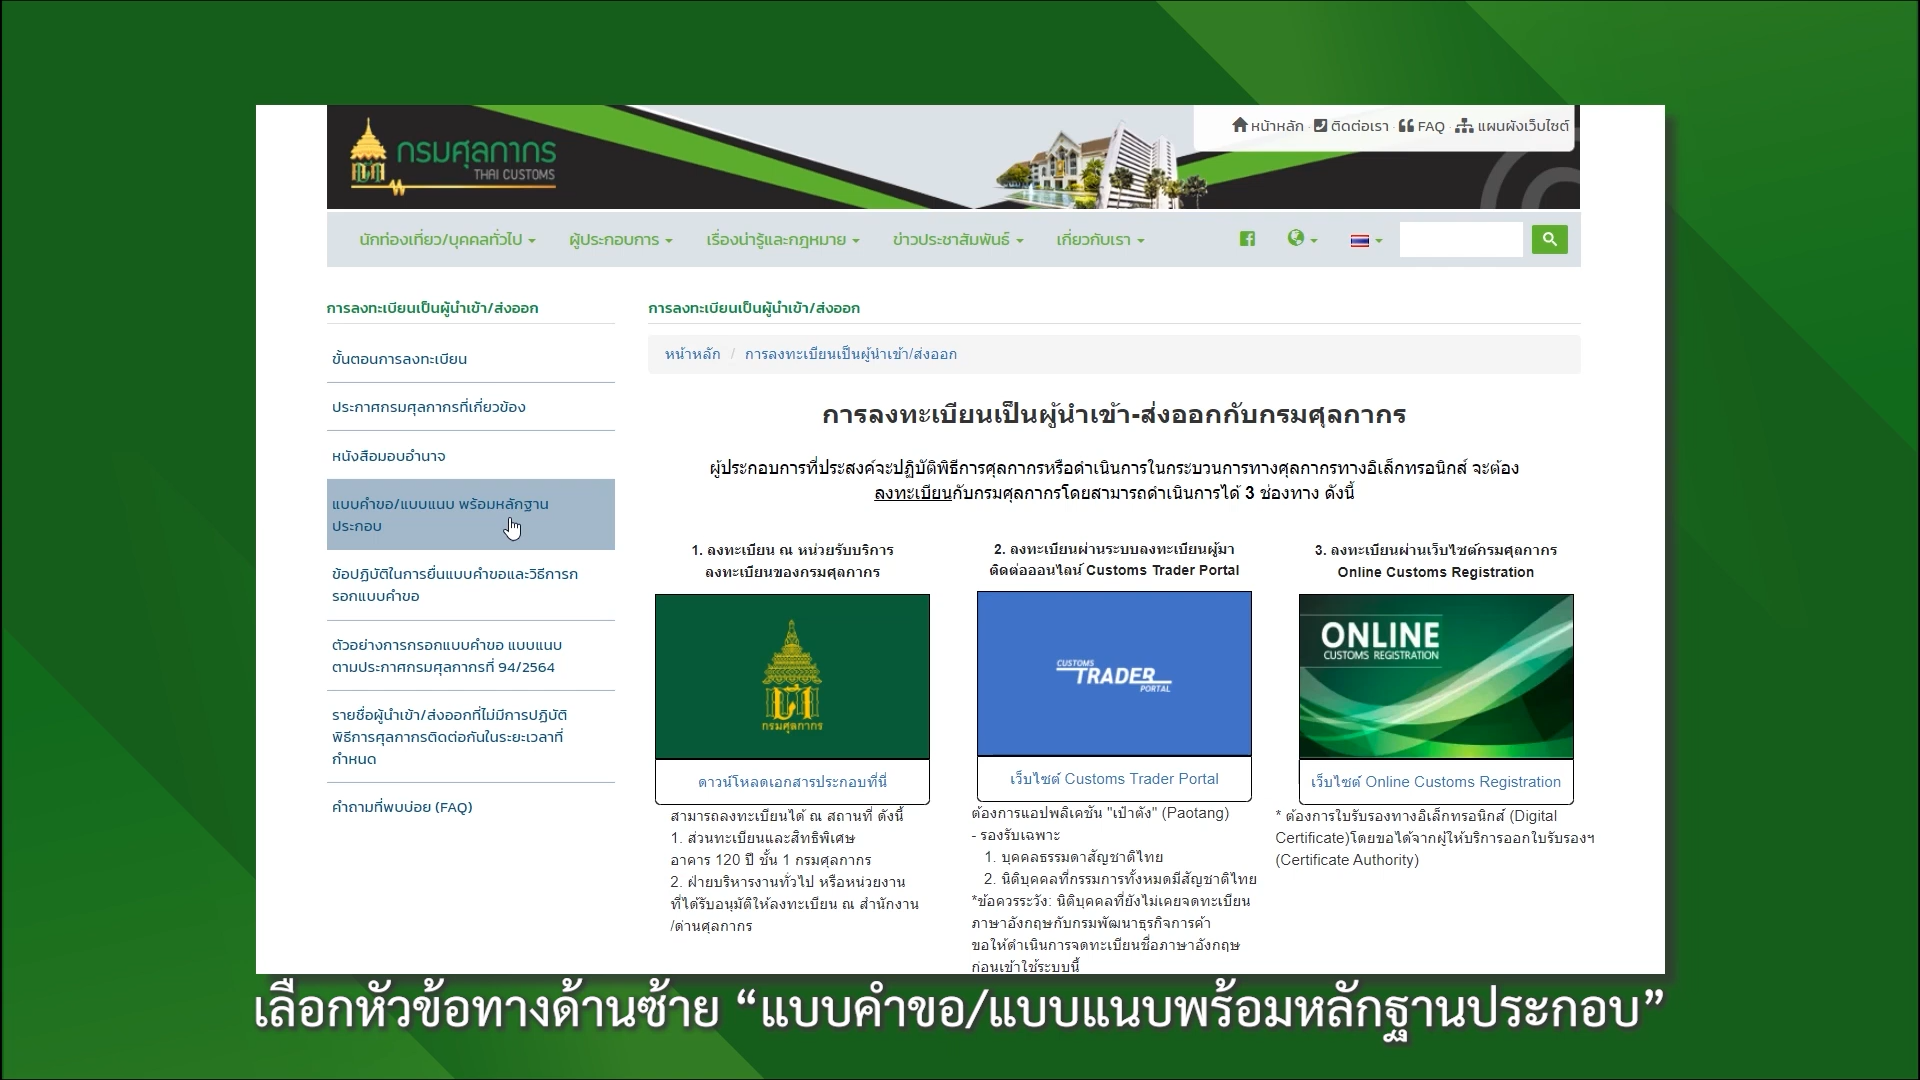 กรมศุลกากร
THAI CUSTOMS
หน้าหลัก · ติดต่อเรา · FAQ · แผนผังเว็บไซต์
นักท่องเที่ยว/บุคคลทั่วไป ผู้ประกอบการ เรื่องน่ารู้และกฎหมาย ข่าวประชาสัมพันธ์ เกี่ยวกับเรา
การลงทะเบียนเป็นผู้นำเข้า/ส่งออก
ขั้นตอนการลงทะเบียน
ประกาศกรมศุลกากรที่เกี่ยวข้อง
หนังสือมอบอำนาจ
แบบคำขอ/แบบแนบ พร้อมหลักฐาน
ประกอบ
ข้อปฏิบัติในการยื่นแบบคำขอและวิธีการก
รอกแบบคำขอ
ตัวอย่างการกรอกแบบคำขอ แบบแนบ
ตามประกาศกรมศุลกากรที่ 94/2564
รายชื่อผู้นำเข้า/ส่งออกที่ไม่มีการปฏิบัติ
พิธีการศุลกากรติดต่อกันในระยะเวลาที่
กำหนด
คำถามที่พบบ่อย (FAQ)
การลงทะเบียนเป็นผู้นำเข้า/ส่งออก
หน้าหลัก / การลงทะเบียนเป็นผู้นำเข้า/ส่งออก
การลงทะเบียนเป็นผู้นำเข้า-ส่งออกกับกรมศุลกากร
ผู้ประกอบการที่ประสงค์จะปฏิบัติพิธีการศุลกากรหรือดำเนินการในกระบวนการทางศุลกากรทางอิเล็กทรอนิกส์ จะต้อง
ลงทะเบียนกับกรมศุลกากรโดยสามารถดำเนินการได้ 3 ช่องทาง ดังนี้
1. ลงทะเบียน ณ หน่วยรับบริการ
ลงทะเบียนของกรมศุลกากร
กรมศุลกากร
ดาวน์โหลดเอกสารประกอบที่นี่
สามารถลงทะเบียนได้ ณ สถานที่ ดังนี้
1. ส่วนทะเบียนและสิทธิพิเศษ
อาคาร 120 ปี ชั้น 1 กรมศุลกากร
2. ฝ่ายบริหารงานทั่วไป หรือหน่วยงาน
ที่ได้รับอนุมัติให้ลงทะเบียน ณ สำนักงาน
/ด่านศุลกากร
2. ลงทะเบียนผ่านระบบลงทะเบียนผู้มา
ติดต่อออนไลน์ Customs Trader Portal
CUSTOMS
TRADER
PORTAL
เว็บไซต์ Customs Trader Portal
ต้องการแอปพลิเคชัน "เป๋าตัง" (Paotang)
- รองรับเฉพาะ
1. บุคคลธรรมดาสัญชาติไทย
2. นิติบุคคลที่กรรมการทั้งหมดมีสัญชาติไทย
*ข้อควรระวัง: นิติบุคคลที่ยังไม่เคยจดทะเบียน
ภาษาอังกฤษกับกรมพัฒนาธุรกิจการค้า
ขอให้ดำเนินการจดทะเบียนชื่อภาษาอังกฤษ
ก่อนเข้าใช้ระบบนี้
3. ลงทะเบียนผ่านเว็บไซต์กรมศุลกากร
Online Customs Registration
ONLINE
CUSTOMS REGISTRATION
เว็บไซต์ Online Customs Registration
* ต้องการใบรับรองทางอิเล็กทรอนิกส์ (Digital
Certificate)โดยขอได้จากผู้ให้บริการออกใบรับรองฯ
(Certificate Authority)
เลือกหัวข้อทางด้านซ้าย “แบบคำขอ/แบบแนบพร้อมหลักฐานประกอบ”